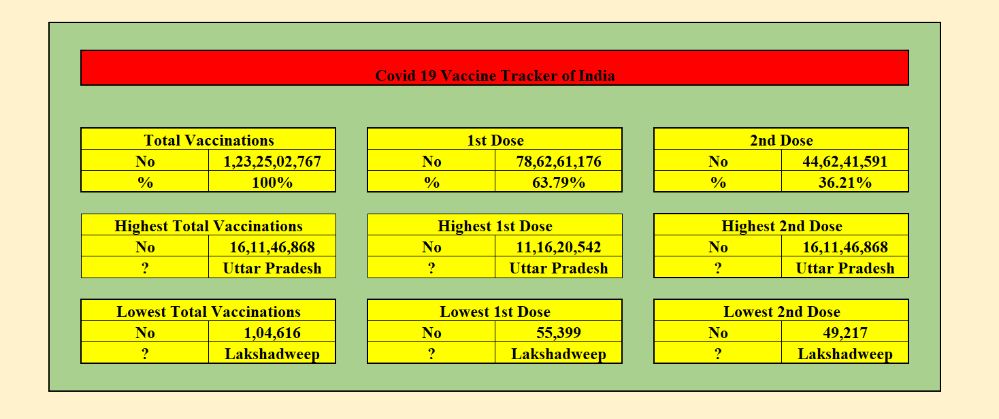 Covid 19 Vaccine Tracker of India
Total Vaccinations
No 1,23,25,02,767
% 100%
1st Dose
No 78,62,61,176
% 63.79%
2nd Dose
No 44,62,41,591
% 36.21%
Highest Total Vaccinations
No 16,11,46,868
? Uttar Pradesh
Highest 1st Dose
No 11,16,20,542
? Uttar Pradesh
Highest 2nd Dose
No 16,11,46,868
? Uttar Pradesh
Lowest Total Vaccinations
No 1,04,616
? Lakshadweep
Lowest 1st Dose
No 55,399
? Lakshadweep
Lowest 2nd Dose
No 49,217
? Lakshadweep